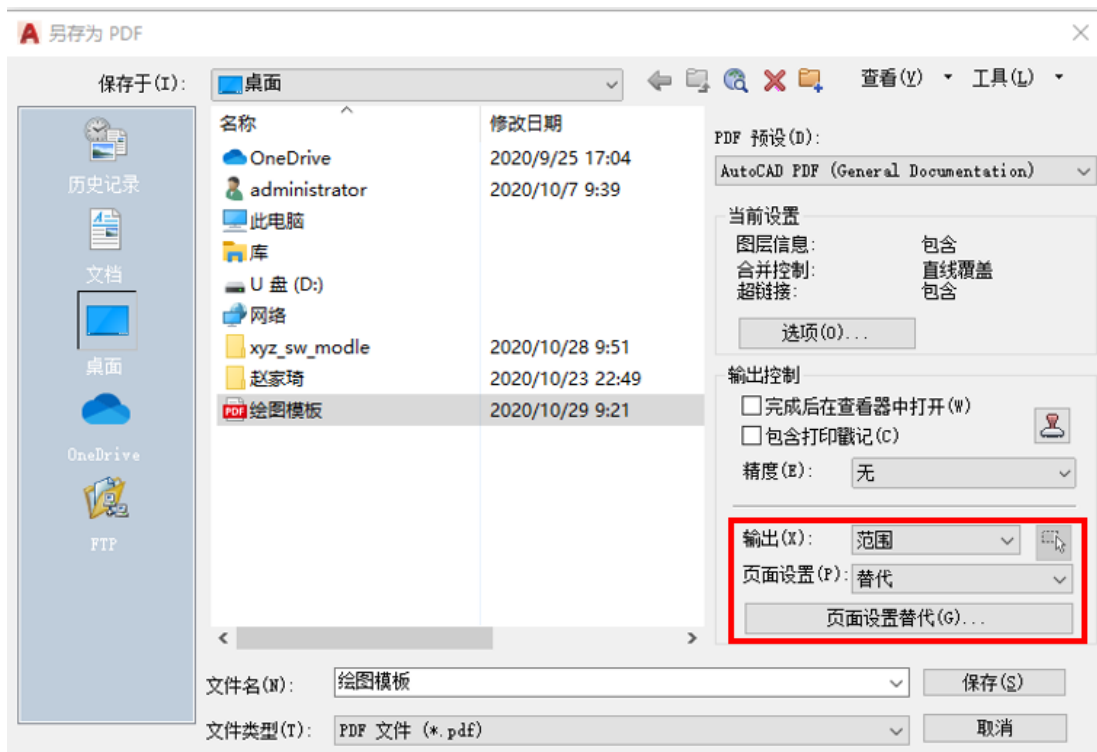 另存为 PDF
保存于(I):
桌面
查看(V)
工具(L)
历史记录
文档
桌面
OneDrive
FTP
名称
修改日期
OneDrive
2020/9/25 17:04
administrator
2020/10/7 9:39
此电脑
库
U 盘 (D:)
网络
xyz_sw_modle
2020/10/28 9:51
赵家琦
2020/10/23 22:49
PDF
绘图模板
2020/10/29 9:21
PDF 预设(D):
AutoCAD PDF (General Documentation)
当前设置
图层信息:
包含
合并控制:
直线覆盖
超链接:
包含
选项(O)...
输出控制
完成后在查看器中打开(W)
包含打印戳记(C)
精度(E):
无
输出(X):
范围
页面设置(P):
替代
页面设置替代(G)...
文件名(N):
绘图模板
保存(S)
文件类型(T):
PDF 文件 (*.pdf)
取消